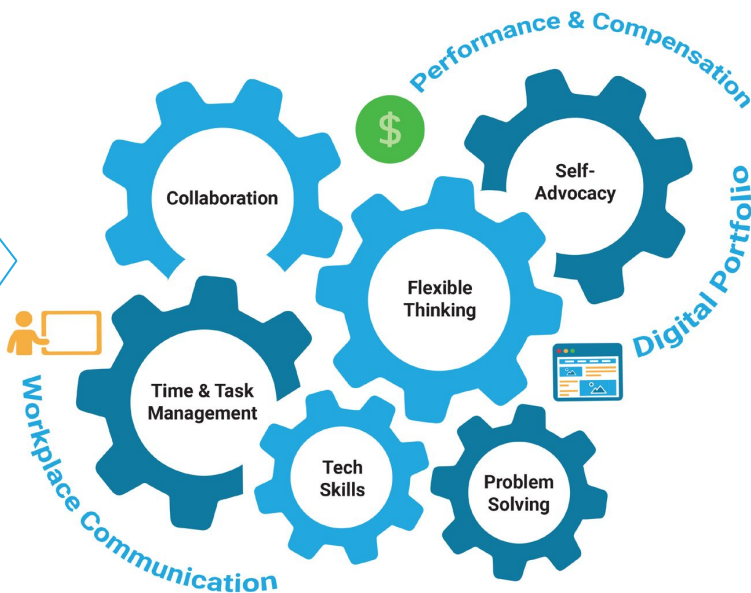 Performance & Compensation
Collaboration
Self-
Advocacy
$
Digital Portfolio
Flexible
Thinking
Time & Task
Management
Tech
Skills
Problem
Solving
Workplace Communication